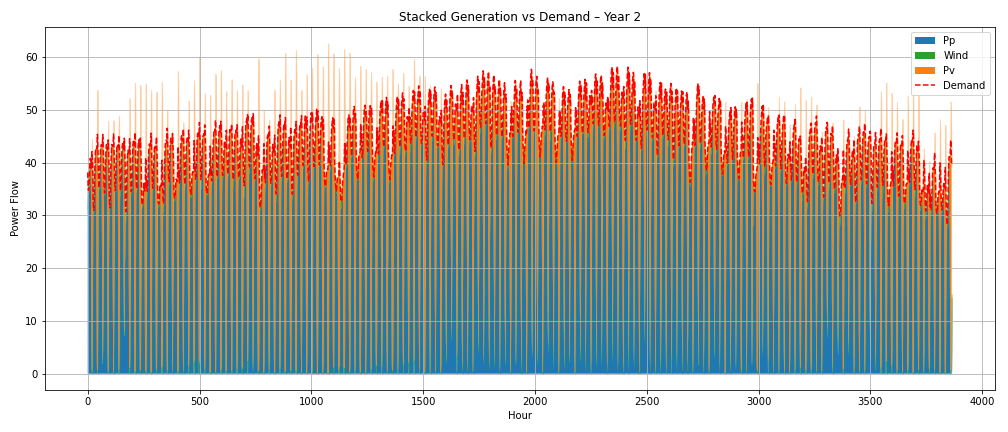 Stacked Generation vs Demand – Year 2
Power Flow
60
50
40
30
20
10
0
Pp
Wind
Pv
Demand
0 500 1000 1500 2000 2500 3000 3500 4000
Hour